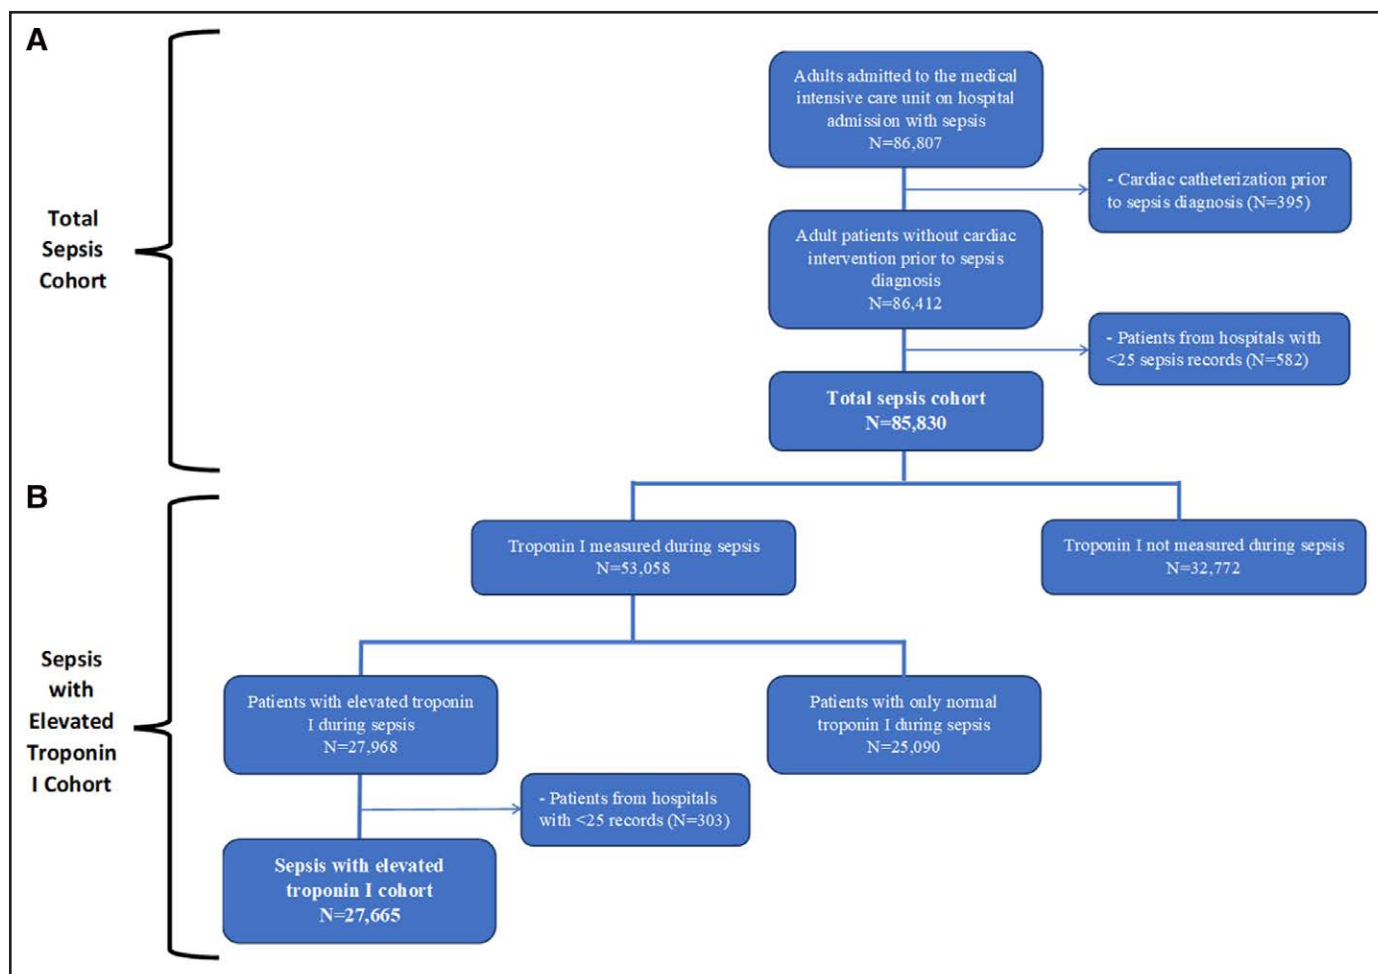 A
Total
Sepsis
Cohort
Adults admitted to the medical
intensive care unit on hospital
admission with sepsis
N=86,807
- Cardiac catheterization prior
to sepsis diagnosis (N=395)
Adult patients without cardiac
intervention prior to sepsis
diagnosis
N=86,412
- Patients from hospitals with
<25 sepsis records (N=582)
Total sepsis cohort
N=85,830
B
Sepsis
with
Elevated
Troponin
I Cohort
Troponin I measured during sepsis
N=53,058
Troponin I not measured during sepsis
N=32,772
Patients with elevated troponin
I during sepsis
N=27,968
Patients with only normal
troponin I during sepsis
N=25,090
- Patients from hospitals
with <25 records (N=303)
Sepsis with elevated
troponin I cohort
N=27,665